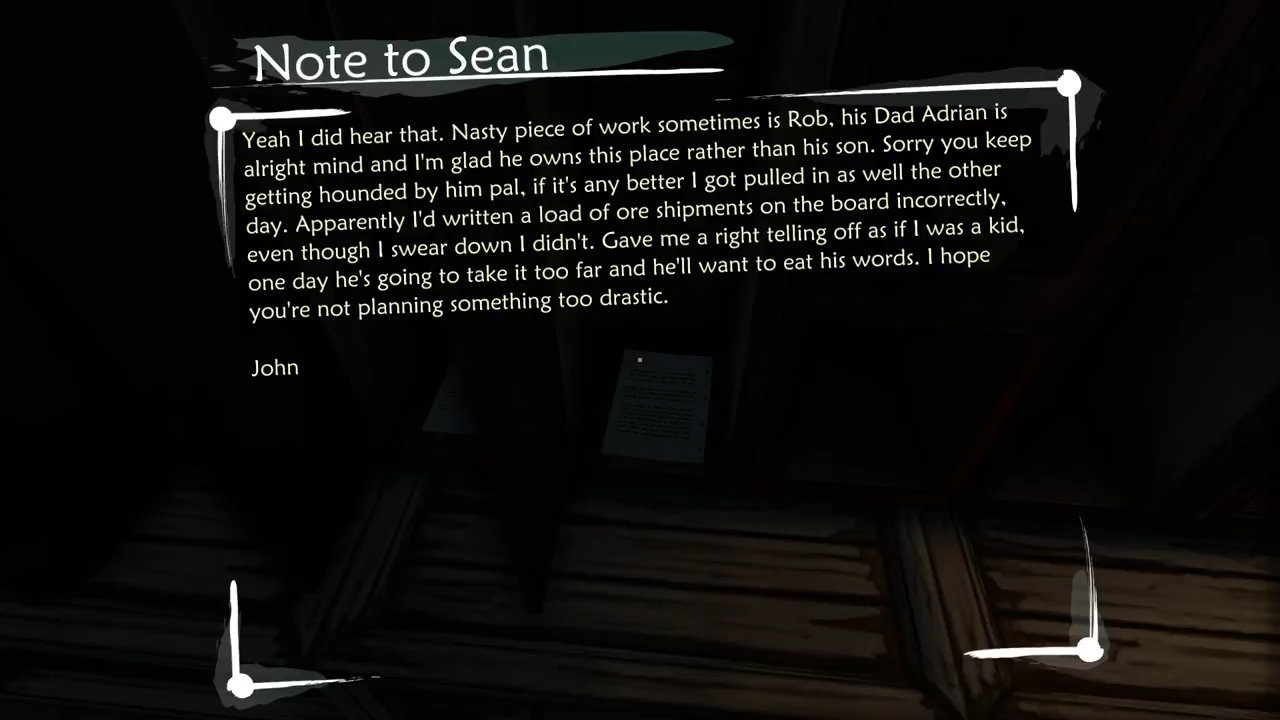 Note to Sean
Yeah I did hear that. Nasty piece of work sometimes is Rob, his Dad Adrian is
alright mind and I'm glad he owns this place rather than his son. Sorry you keep
getting hounded by him pal, if it's any better I got pulled in as well the other
day. Apparently I'd written a load of ore shipments on the board incorrectly,
even though I swear down I didn't. Gave me a right telling off as if I was a kid,
one day he's going to take it too far and he'll want to eat his words. I hope
you're not planning something too drastic.
John